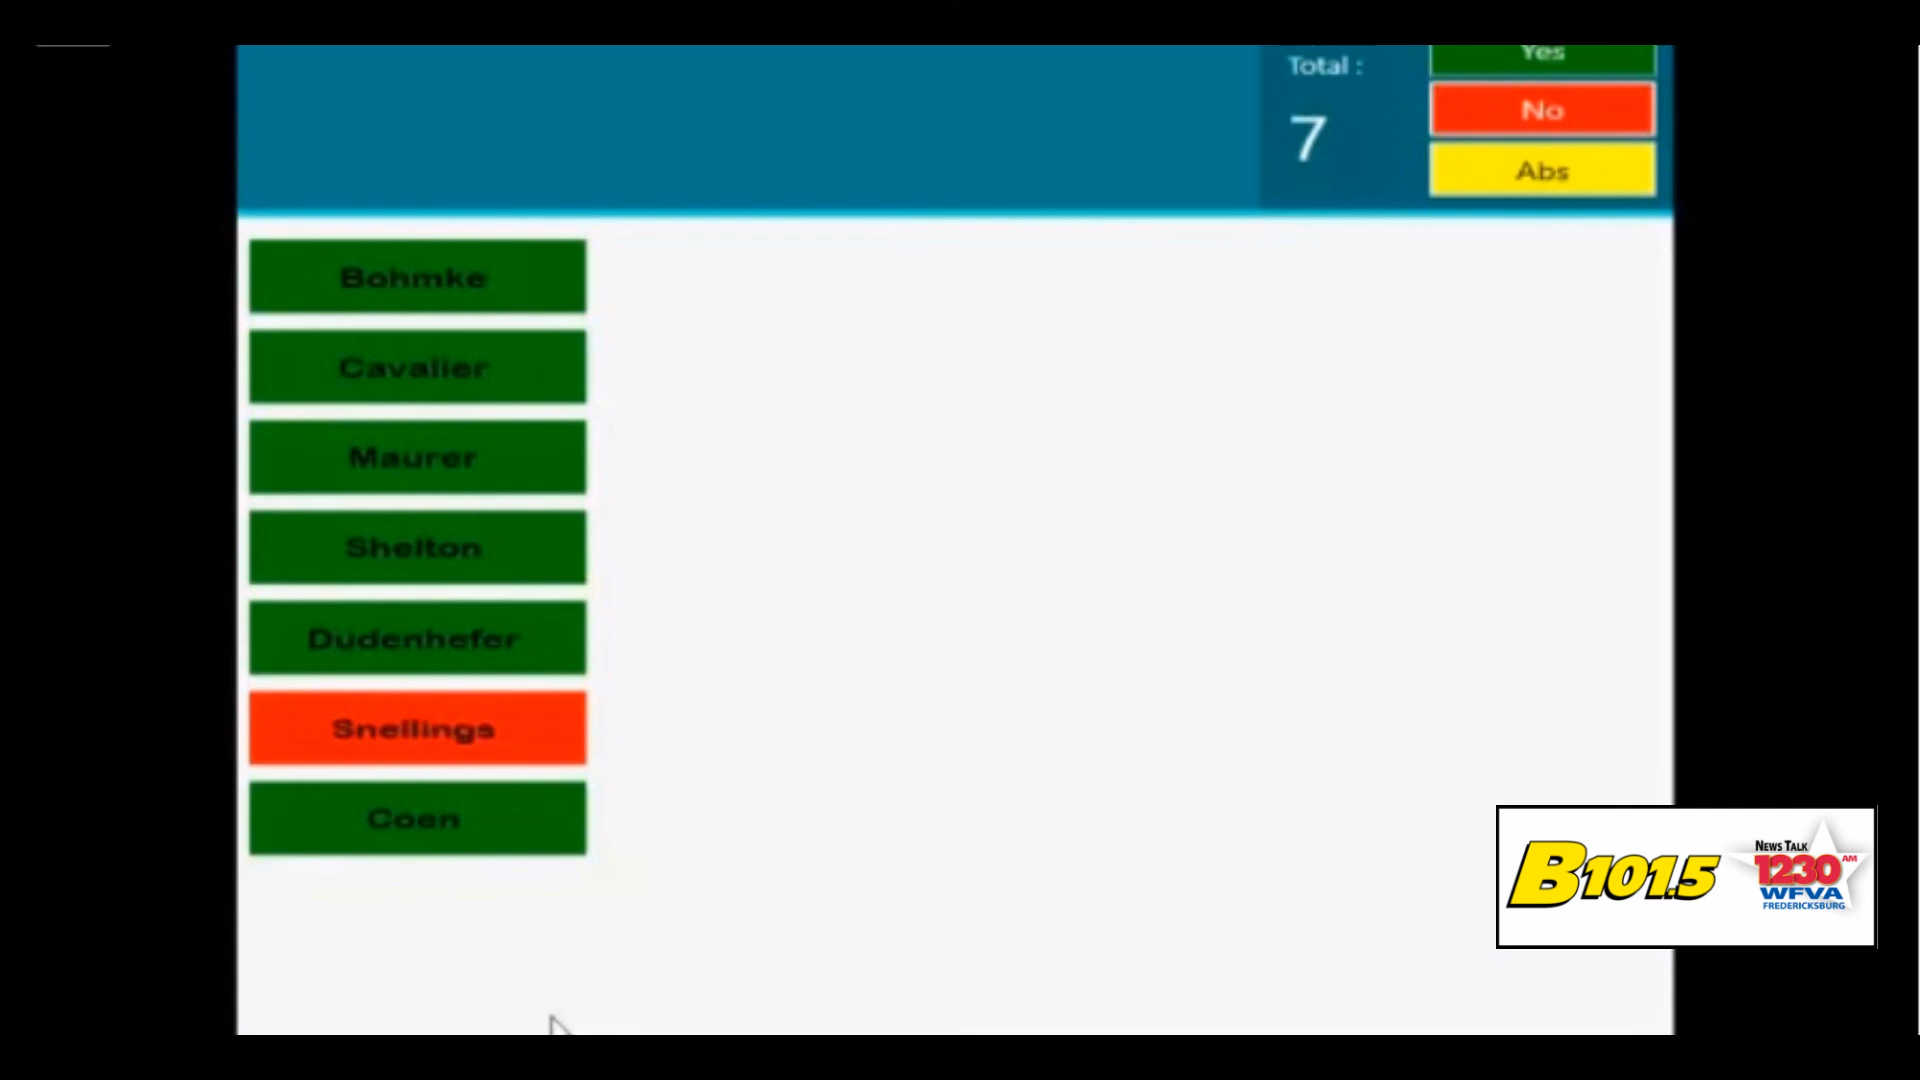 Yes
Total :
No
7
Abs
Bohmke
Cavalier
Maurer
Shelton
Dudenhefer
Snellings
Coen
B101.5
NEWS TALK
1230 AM
WFVA
FREDERICKSBURG